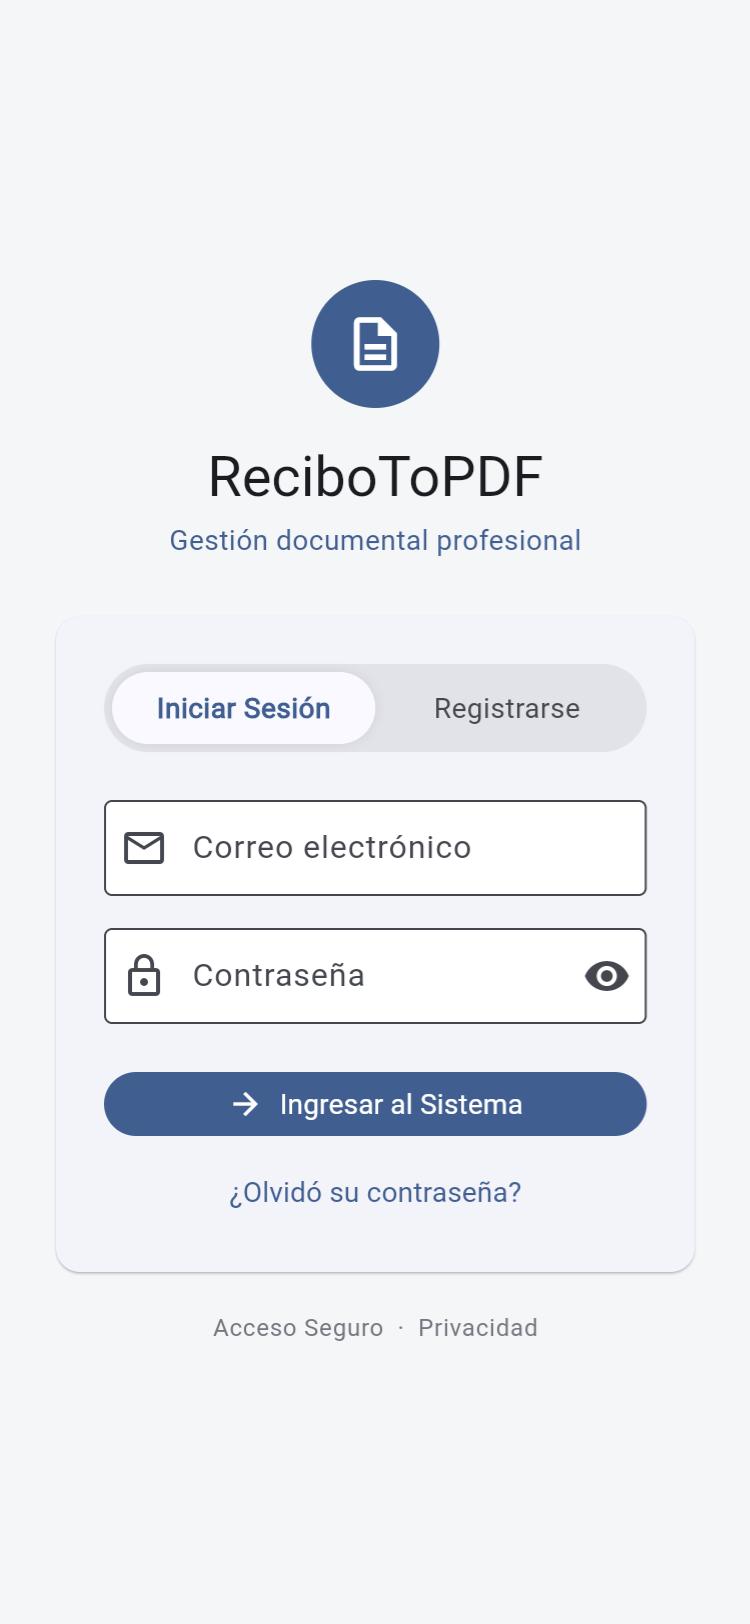 ReciboToPDF
Gestión documental profesional
Iniciar Sesión
Registrarse
Correo electrónico
Contraseña
Ingresar al Sistema
¿Olvidó su contraseña?
Acceso Seguro · Privacidad